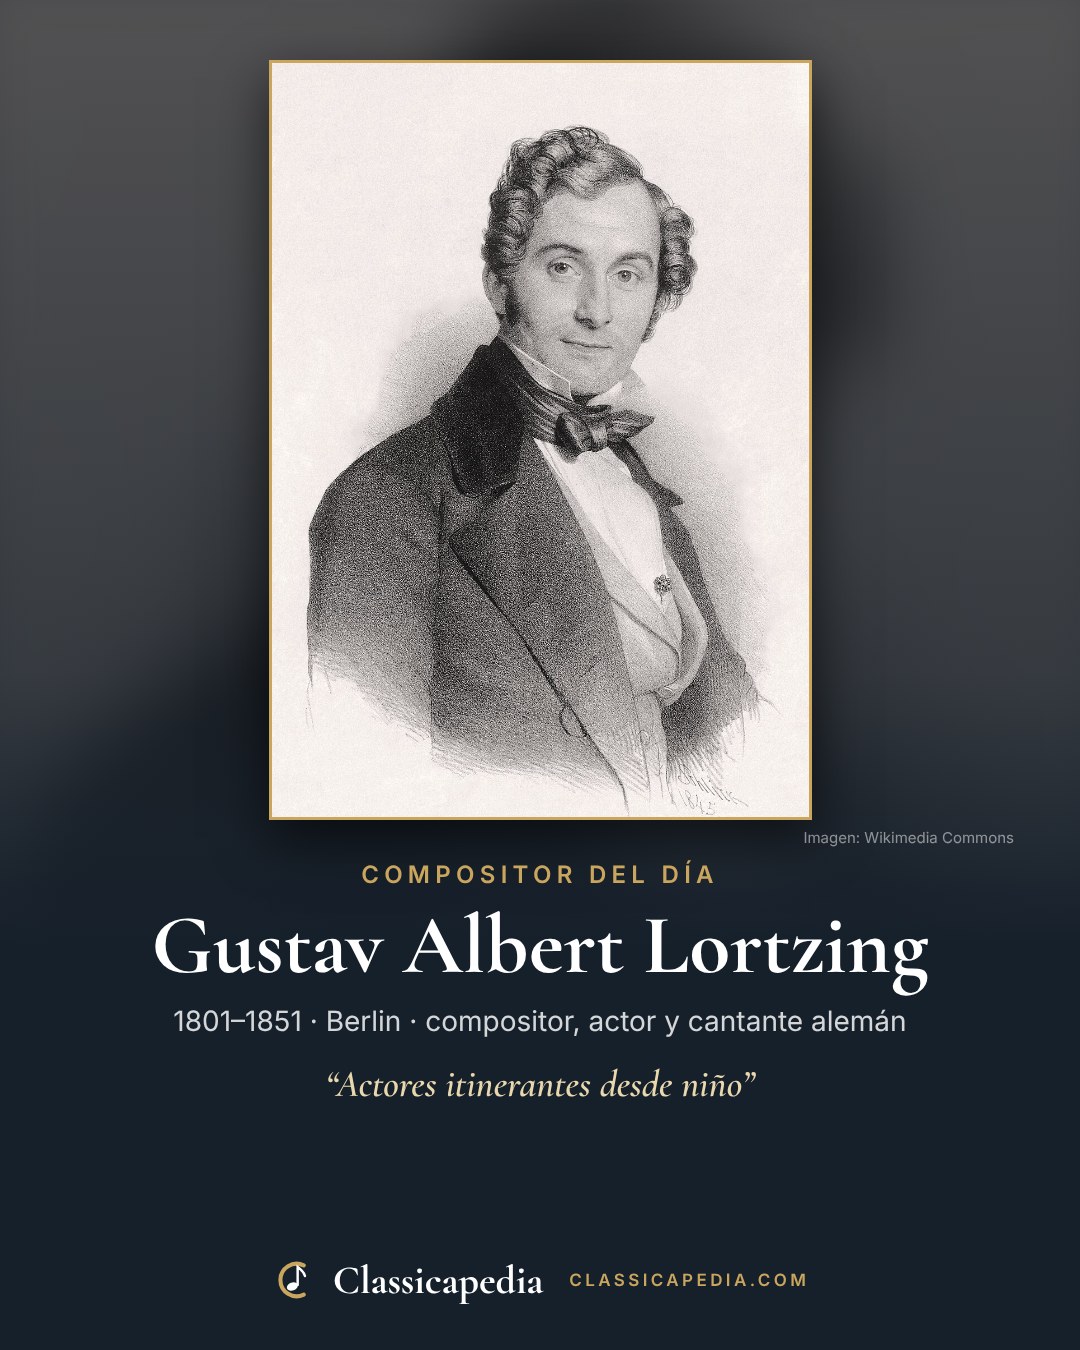 1845
Imagen: Wikimedia Commons
COMPOSITOR DEL DÍA
Gustav Albert Lortzing
1801–1851 · Berlin · compositor, actor y cantante alemán
“Actores itinerantes desde niño”
Classicapedia CLASSICAPEDIA.COM